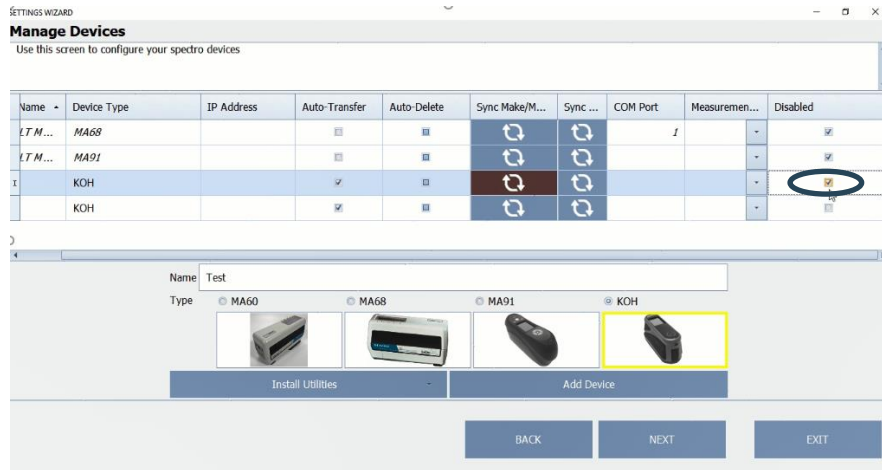 SETTINGS WIZARD
Manage Devices
Use this screen to configure your spectro devices
Name Device Type IP Address Auto-Transfer Auto-Delete Sync Make/M... Sync ... COM Port Measuremen... Disabled
LT M... MA68 1
LT M... MA91
KOH
KOH
Name Test
Type MA60 MA68 MA91 KOH
Install Utilities Add Device
BACK NEXT EXIT